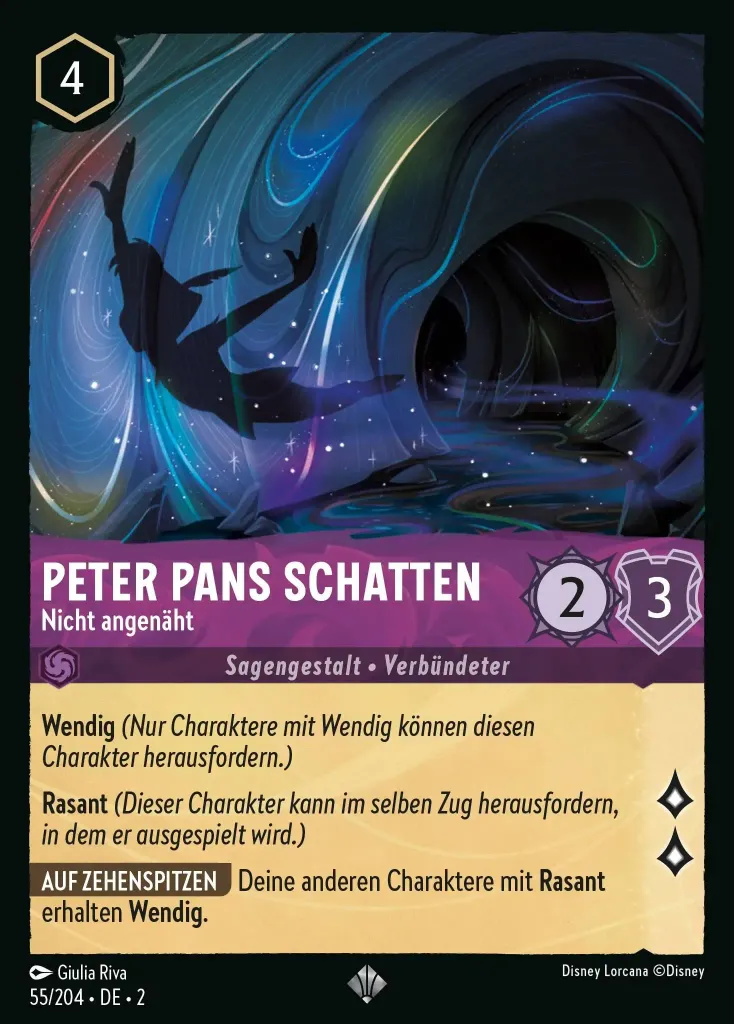 4
PETER PANS SCHATTEN
Nicht angenäht
2
3
Sagengestalt • Verbündeter
Wendig (Nur Charaktere mit Wendig können diesen
Charakter herausfordern.)
Rasant (Dieser Charakter kann im selben Zug herausfordern,
in dem er ausgespielt wird.)
AUF ZEHENSPITZEN Deine anderen Charaktere mit Rasant
erhalten Wendig.
Giulia Riva
Disney Lorcana ©Disney
55/204 • DE • 2